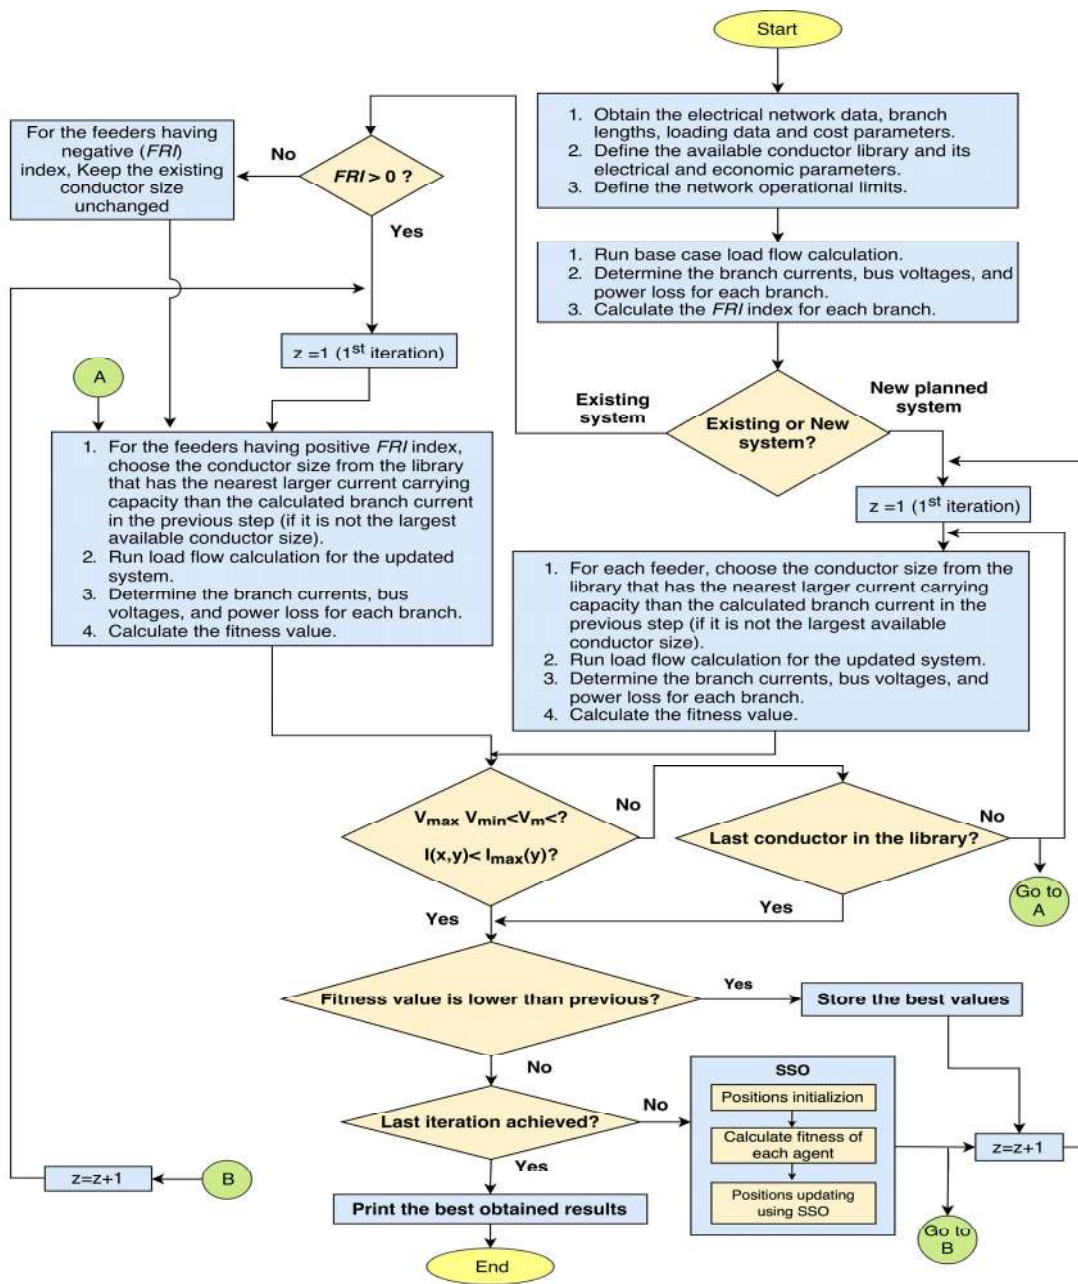 Start
1. Obtain the electrical network data, branch
lengths, loading data and cost parameters.
2. Define the available conductor library and its
electrical and economic parameters.
3. Define the network operational limits.
1. Run base case load flow calculation.
2. Determine the branch currents, bus voltages, and
power loss for each branch.
3. Calculate the FRI index for each branch.
Existing or New
system?
Existing
system
New planned
system
FRI > 0 ?
No
Yes
For the feeders having
negative (FRI)
index, Keep the existing
conductor size
unchanged
z =1 (1st iteration)
A
1. For the feeders having positive FRI index,
choose the conductor size from the library
that has the nearest larger current carrying
capacity than the calculated branch current
in the previous step (if it is not the largest
available conductor size).
2. Run load flow calculation for the updated
system.
3. Determine the branch currents, bus
voltages, and power loss for each branch.
4. Calculate the fitness value.
z =1 (1st iteration)
1. For each feeder, choose the conductor size from the
library that has the nearest larger current carrying
capacity than the calculated branch current in the
previous step (if it is not the largest available
conductor size).
2. Run load flow calculation for the updated system.
3. Determine the branch currents, bus voltages, and
power loss for each branch.
4. Calculate the fitness value.
Vmax Vmin<Vm<?
I(x,y)< Imax(y)?
No
Yes
Last conductor in the library?
No
Yes
Go to
A
Fitness value is lower than previous?
Yes
No
Store the best values
Last iteration achieved?
No
Yes
SSO
Positions initializion
Calculate fitness of
each agent
Positions updating
using SSO
z=z+1
Go to
B
z=z+1
B
Print the best obtained results
End